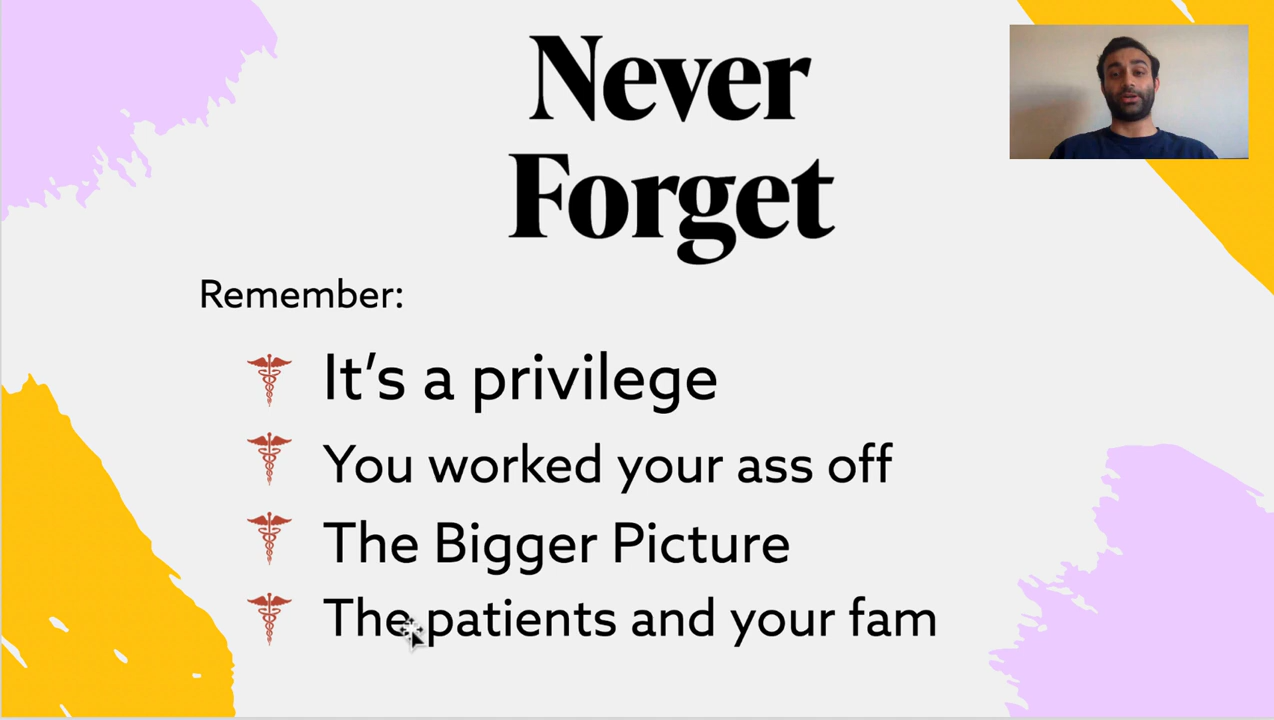 Never
Forget
Remember:
It's a privilege
You worked your ass off
The Bigger Picture
The patients and your fam